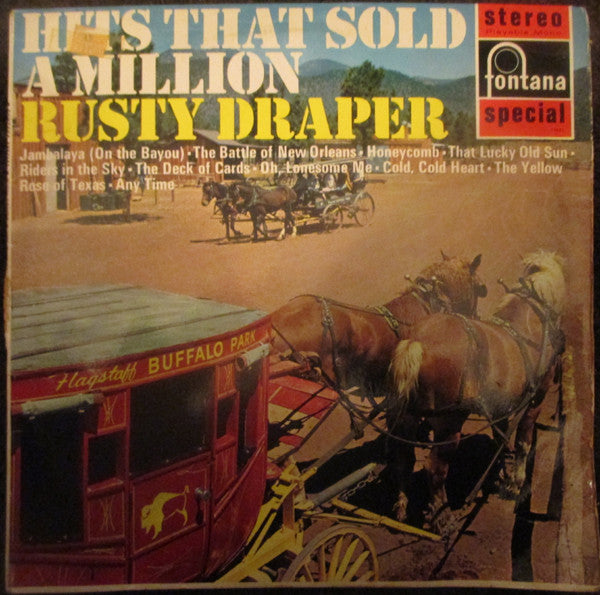 HITS THAT SOLD
A MILLION
RUSTY DRAPER
Jambalaya (On the Bayou) • The Battle of New Orleans • Honeycomb • That Lucky Old Sun •
Riders in the Sky • The Deck of Cards • Oh, Lonesome Me • Cold, Cold Heart • The Yellow
Rose of Texas • Any Time
stereo
Playable Mono
fontana
special
Flagstaff BUFFALO PARK